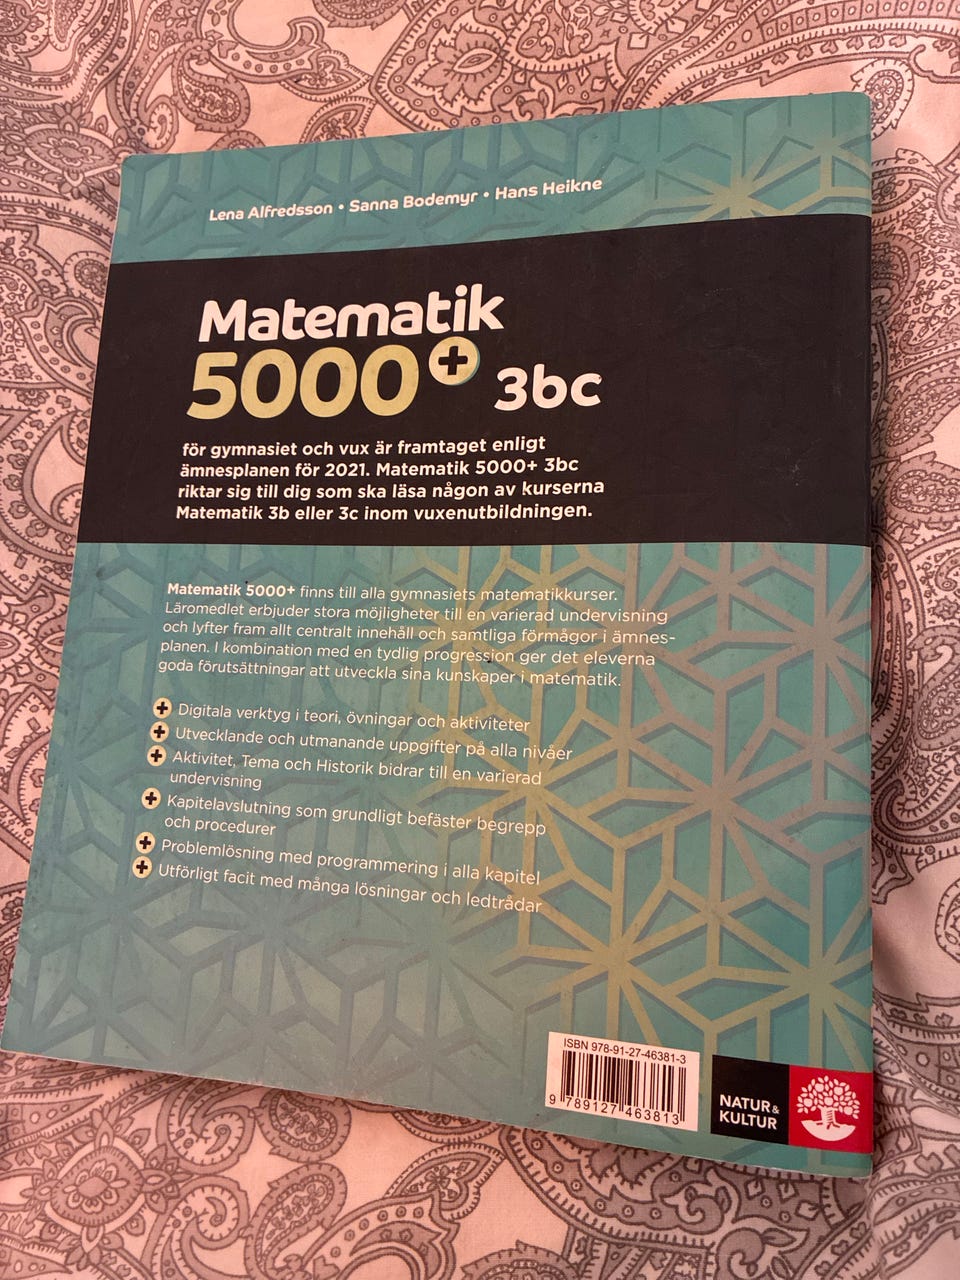 Lena Alfredsson • Sanna Bodemyr • Hans Heikne
Matematik
5000+ 3bc
för gymnasiet och vux är framtaget enligt
ämnesplanen för 2021. Matematik 5000+ 3bc
riktar sig till dig som ska läsa någon av kurserna
Matematik 3b eller 3c inom vuxenutbildningen.
Matematik 5000+ finns till alla gymnasiets matematikkurser.
Läromedlet erbjuder stora möjligheter till en varierad undervisning
och lyfter fram allt centralt innehåll och samtliga förmågor i ämnes-
planen. I kombination med en tydlig progression ger det eleverna
goda förutsättningar att utveckla sina kunskaper i matematik.
+ Digitala verktyg i teori, övningar och aktiviteter
+ Utvecklande och utmanande uppgifter på alla nivåer
+ Aktivitet, Tema och Historik bidrar till en varierad
undervisning
+ Kapitelavslutning som grundligt befäster begrepp
och procedurer
+ Problemlösning med programmering i alla kapitel
+ Utförligt facit med många lösningar och ledtrådar
ISBN 978-91-27-46381-3
9 789127 463813
NATUR &
KULTUR